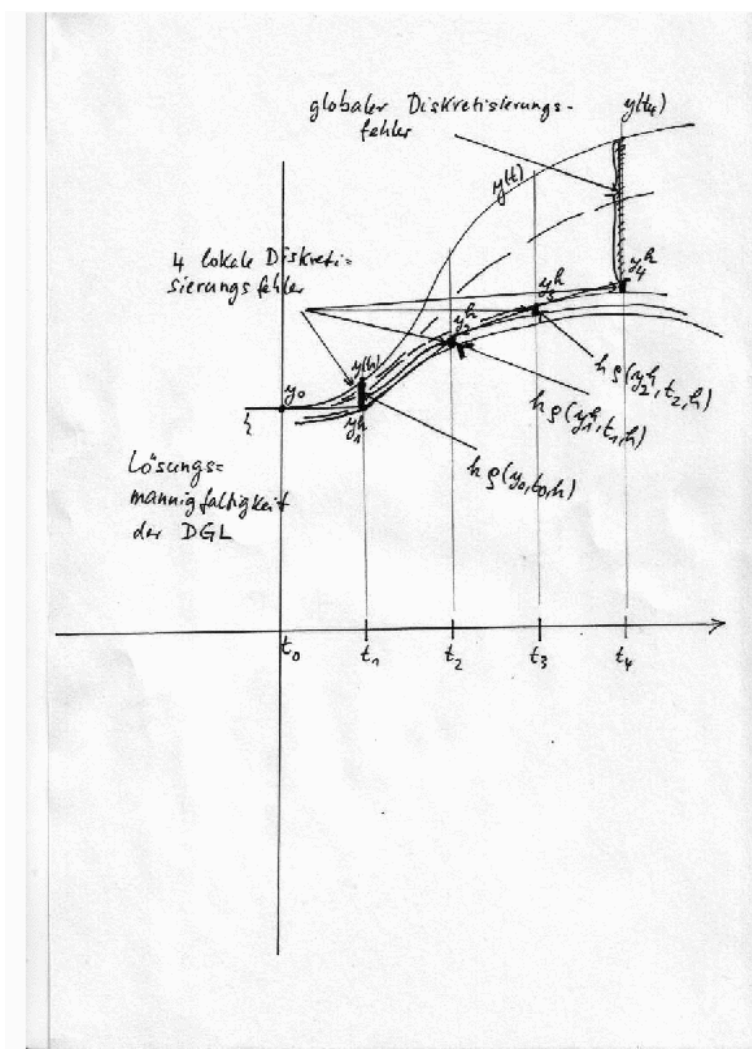 globaler Diskretisierungs-
fehler
y(t₄)
y(t)
4 lokale Diskreti=
sierungsfehler
y₄ʰ
y₃ʰ
y₂ʰ
y(h)
y₀
y₁ʰ
h ϱ(y₂ʰ, t₂, h)
h ϱ(y₁ʰ, t₁, h)
h ϱ(y₀, t₀, h)
Lösungs=
mannigfaltigkeit
der DGL
t₀ t₁ t₂ t₃ t₄